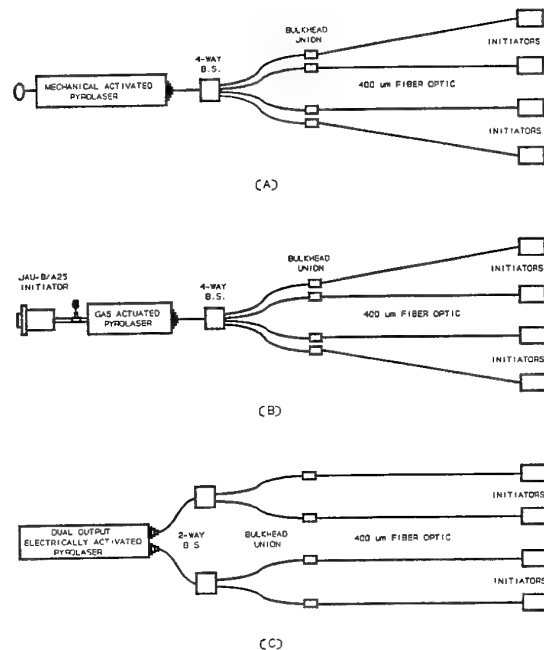 BULKHEAD
UNION
4-WAY
B.S.
INITIATORS
MECHANICAL ACTIVATED
PYROLASER
400 um FIBER OPTIC
INITIATORS
(A)
JAU-8/A25
INITIATOR
BULKHEAD
UNION
4-WAY
B.S.
INITIATORS
GAS ACTUATED
PYROLASER
400 um FIBER OPTIC
INITIATORS
(B)
INITIATORS
DUAL OUTPUT
ELECTRICALLY ACTIVATED
PYROLASER
2-WAY
B.S
BULKHEAD
UNION
400 um FIBER OPTIC
INITIATORS
(C)